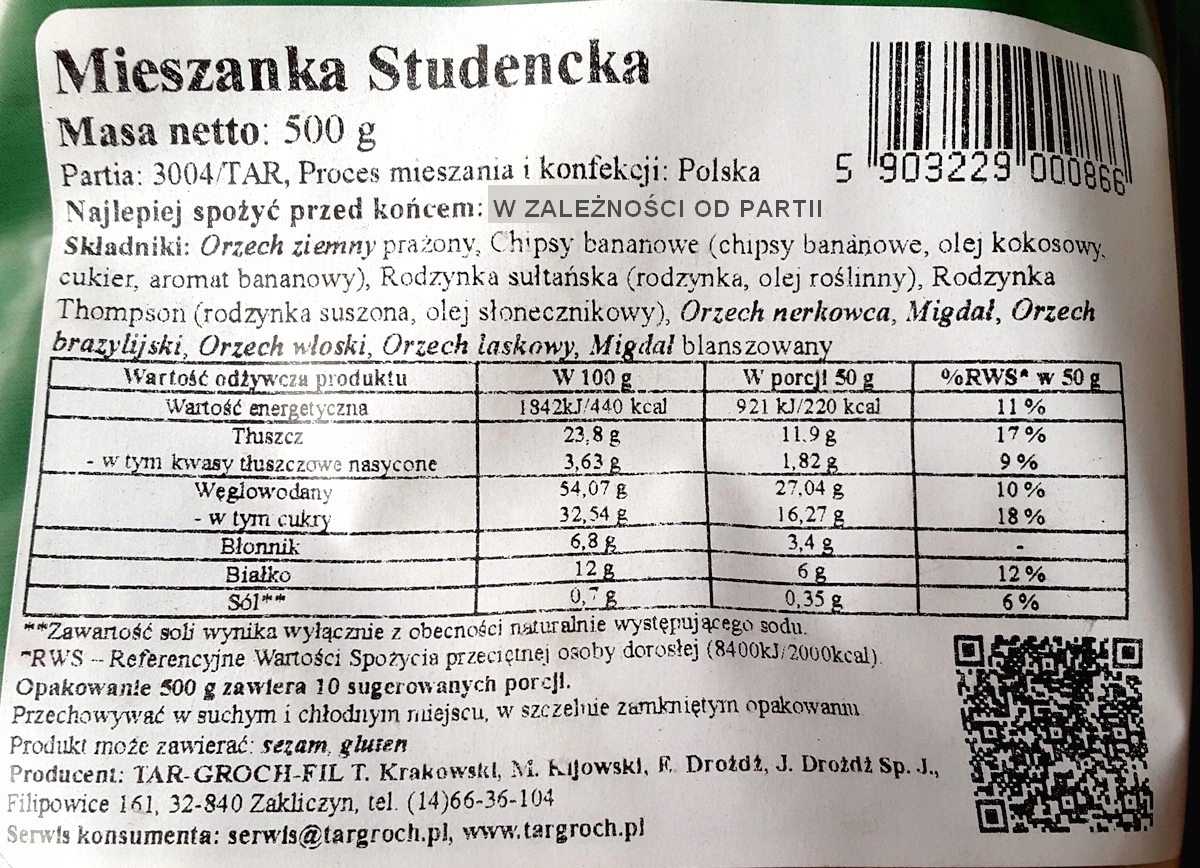 Mieszanka Studencka
Masa netto: 500 g
Partia: 3004/TAR, Proces mieszania i konfekcji: Polska
5 903229 000866
Najlepiej spożyć przed końcem: W ZALEŻNOŚCI OD PARTII
Składniki: Orzech ziemny prażony, Chipsy bananowe (chipsy bananowe, olej kokosowy,
cukier, aromat bananowy), Rodzynka sułtańska (rodzynka, olej roślinny), Rodzynka
Thompson (rodzynka suszona, olej słonecznikowy), Orzech nerkowca, Migdał, Orzech
brazylijski, Orzech włoski, Orzech laskowy, Migdał blanszowany
Wartość odżywcza produktu W 100 g W porcji 50 g %RWS* w 50 g
Wartość energetyczna 1842kJ/440 kcal 921 kJ/220 kcal 11 %
Tłuszcz 23,8 g 11,9 g 17 %
- w tym kwasy tłuszczowe nasycone 3,63 g 1,82 g 9 %
Węglowodany 54,07 g 27,04 g 10 %
- w tym cukry 32,54 g 16,27 g 18 %
Błonnik 6,8 g 3,4 g -
Białko 12 g 6 g 12 %
Sól** 0,7 g 0,35 g 6 %
**Zawartość soli wynika wyłącznie z obecności naturalnie występującego sodu.
*RWS – Referencyjne Wartości Spożycia przeciętnej osoby dorosłej (8400kJ/2000kcal).
Opakowanie 500 g zawiera 10 sugerowanych porcji.
Przechowywać w suchym i chłodnym miejscu, w szczelnie zamkniętym opakowaniu
Produkt może zawierać: sezam, gluten
Producent: TAR-GROCH-FIL T. Krakowski, M. Kijowski, F. Drożdż, J. Drożdż Sp. J.,
Filipowice 161, 32-840 Zakliczyn, tel. (14)66-36-104
Serwis konsumenta: serwis@targroch.pl, www.targroch.pl